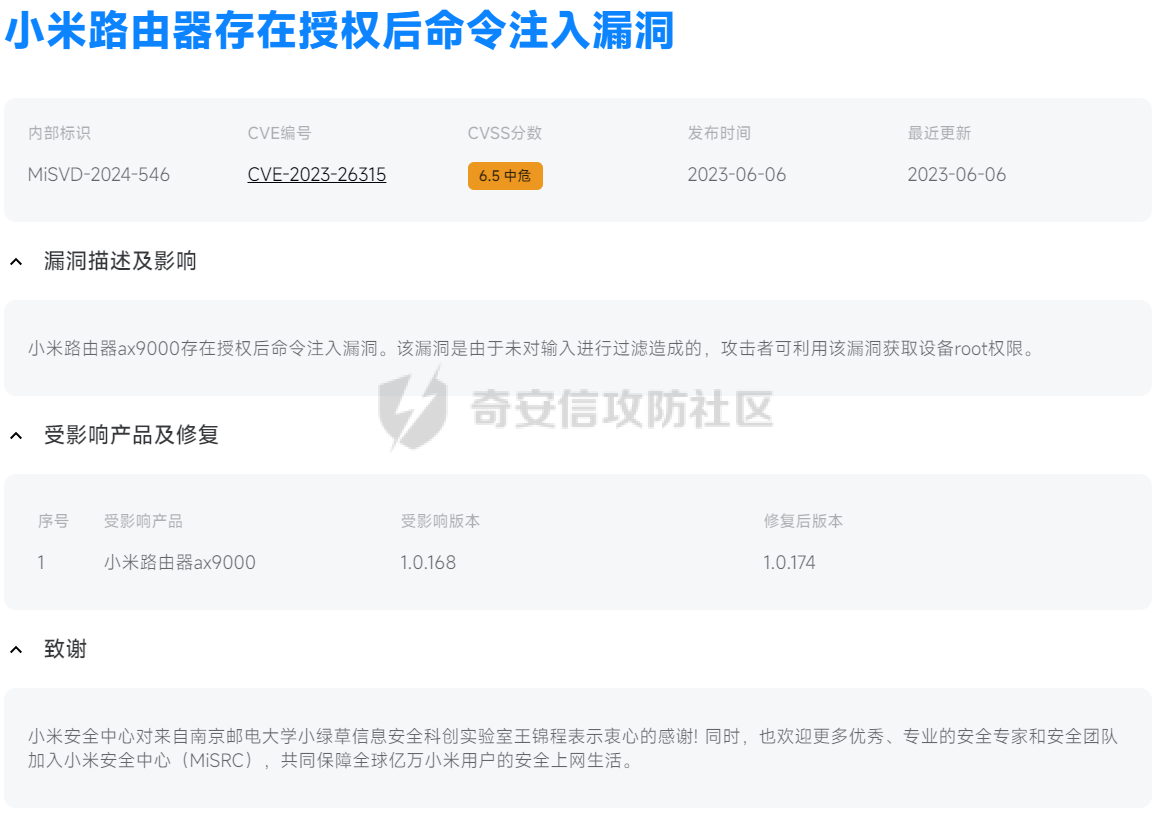 小米路由器存在授权后命令注入漏洞
内部标识 CVE编号 CVSS分数 发布时间 最近更新
MiSVD-2024-546 CVE-2023-26315 6.5 中危 2023-06-06 2023-06-06
漏洞描述及影响
小米路由器ax9000存在授权后命令注入漏洞。该漏洞是由于未对输入进行过滤造成的，攻击者可利用该漏洞获取设备root权限。
奇安信攻防社区
受影响产品及修复
序号 受影响产品 受影响版本 修复后版本
1 小米路由器ax9000 1.0.168 1.0.174
致谢
小米安全中心对来自南京邮电大学小绿草信息安全科创实验室王锦程表示衷心的感谢! 同时，也欢迎更多优秀、专业的安全专家和安全团队
加入小米安全中心（MiSRC），共同保障全球亿万小米用户的安全上网生活。